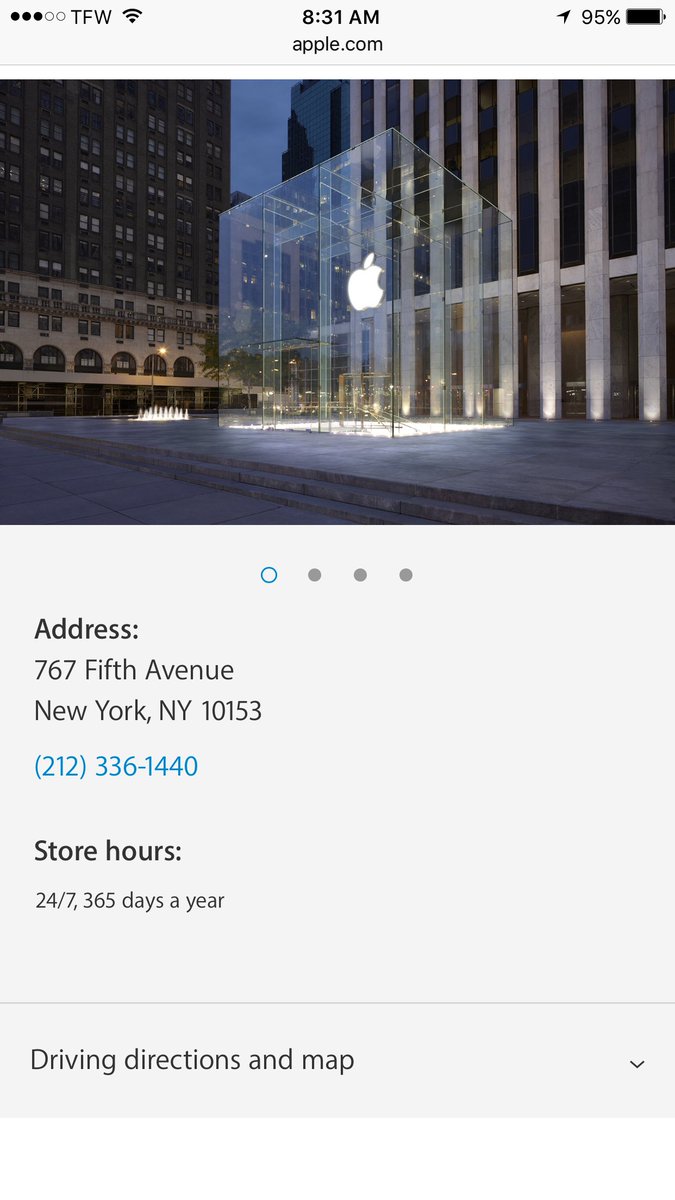 TFW 8:31 AM 95%
apple.com
Address:
767 Fifth Avenue
New York, NY 10153
(212) 336-1440
Store hours:
24/7, 365 days a year
Driving directions and map